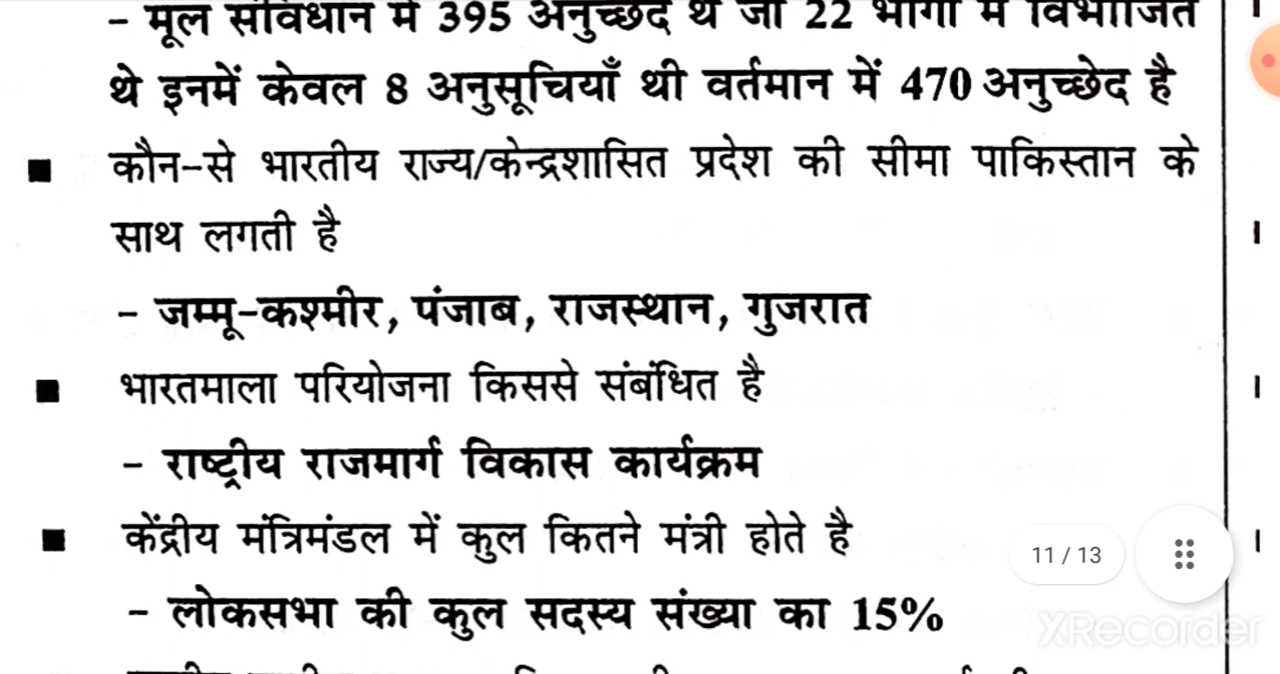 - मूल संविधान में 395 अनुच्छेद थे जो 22 भागों में विभाजित
थे इनमें केवल 8 अनुसूचियाँ थी वर्तमान में 470 अनुच्छेद है
■ कौन-से भारतीय राज्य/केन्द्रशासित प्रदेश की सीमा पाकिस्तान के
साथ लगती है
- जम्मू-कश्मीर, पंजाब, राजस्थान, गुजरात
■ भारतमाला परियोजना किससे संबंधित है
- राष्ट्रीय राजमार्ग विकास कार्यक्रम
■ केंद्रीय मंत्रिमंडल में कुल कितने मंत्री होते है
11 / 13
- लोकसभा की कुल सदस्य संख्या का 15%
XRecorder